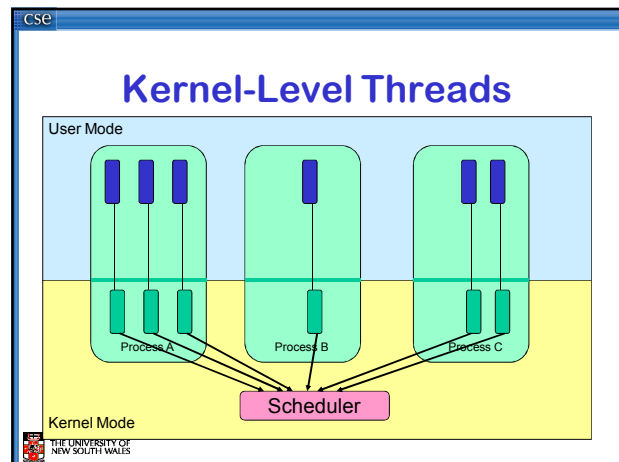 cse
Kernel-Level Threads
User Mode
Process A
Process B
Process C
Scheduler
Kernel Mode
THE UNIVERSITY OF
NEW SOUTH WALES